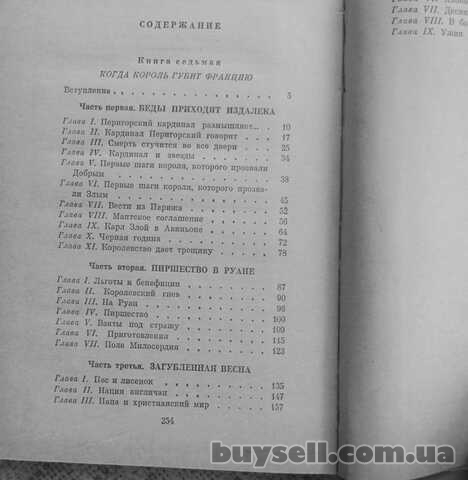 СОДЕРЖАНИЕ
Книга седьмая
КОГДА КОРОЛЬ ГУБИТ ФРАНЦИЮ
Вступление . . . . . . . . . . . . . . 5
Часть первая. БЕДЫ ПРИХОДЯТ ИЗДАЛЕКА
Глава I. Перигорский кардинал размышляет... . 10
Глава II. Кардинал Перигорский говорит . . . 17
Глава III. Смерть стучится во все двери . . . 25
Глава IV. Кардинал и звезды . . . . . . . 34
Глава V. Первые шаги короля, которого прозвали
Добрым . . . . . . . . . . . . . . 38
Глава VI. Первые шаги короля, которого прозва-
ли Злым . . . . . . . . . . . . . . 45
Глава VII. Вести из Парижа . . . . . . . . 52
Глава VIII. Мантское соглашение . . . . . . 56
Глава IX. Карл Злой в Авиньоне . . . . . . 64
Глава X. Черная година . . . . . . . . . 72
Глава XI. Королевство дает трещину . . . . . 78
Часть вторая. ПИРШЕСТВО В РУАНЕ
Глава I. Льготы и бенефиции . . . . . . . 87
Глава II. Королевский гнев . . . . . . . . 90
Глава III. На Руан . . . . . . . . . . . 96
Глава IV. Пиршество . . . . . . . . . . 100
Глава V. Взяты под стражу . . . . . . . . 109
Глава VI. Приготовления . . . . . . . . . 115
Глава VII. Поле Милосердия . . . . . . . . 123
Часть третья. ЗАГУБЛЕННАЯ ВЕСНА
Глава I. Пес и лисенок . . . . . . . . . 135
Глава II. Нация англичан . . . . . . . . 147
Глава III. Папа и христианский мир . . . . . 157
254
Глава VII.
Глава VIII. В
Глава IX. Ужин
buysell.com.ua